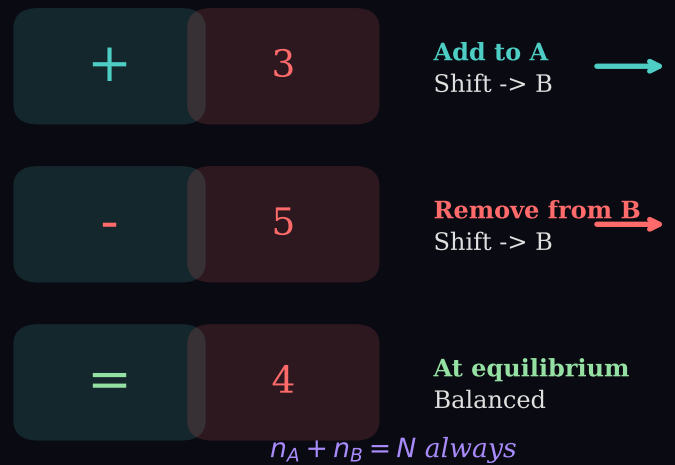 + 3
Add to A
Shift -> B
- 5
Remove from B
Shift -> B
= 4
At equilibrium
Balanced
n_A + n_B = N always